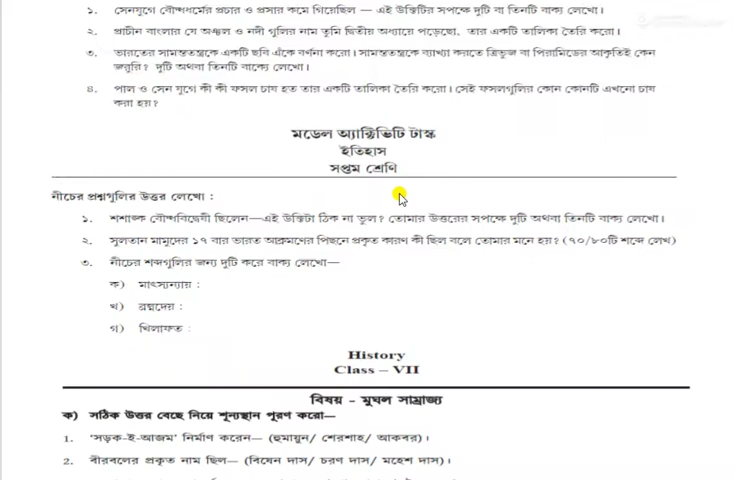 ১. সেনযুগে বৌদ্ধধর্মের প্রচার ও প্রসার কমে গিয়েছিল — এই উক্তিটির সপক্ষে দুটি বা তিনটি বাক্য লেখো।
২. প্রাচীন বাংলার যে অঞ্চল ও নদী গুলির নাম তুমি দ্বিতীয় অধ্যায়ে পড়েছো, তার একটি তালিকা তৈরি করো।
৩. ভারতের সামন্ততন্ত্রকে একটি ছবি এঁকে বর্ণনা করো। সামন্ততন্ত্রকে ব্যাখ্যা করতে ত্রিভুজ বা পিরামিডের আকৃতিই কেন
জরুরি? দুটি অথবা তিনটি বাক্যে লেখো।
৪. পাল ও সেন যুগে কী কী ফসল চাষ হত তার একটি তালিকা তৈরি করো। সেই ফসলগুলির কোন কোনটি এখনো চাষ
করা হয়?
মডেল অ্যাক্টিভিটি টাস্ক
ইতিহাস
সপ্তম শ্রেণি
নীচের প্রশ্নগুলির উত্তর লেখো :
১. শশাঙ্ক বৌদ্ধবিদ্বেষী ছিলেন—এই উক্তিটা ঠিক না ভুল? তোমার উত্তরের সপক্ষে দুটি অথবা তিনটি বাক্য লেখো।
২. সুলতান মামুদের ১৭ বার ভারত আক্রমণের পিছনে প্রকৃত কারণ কী ছিল বলে তোমার মনে হয়? (৭০/৮০টি শব্দে লেখ)
৩. নীচের শব্দগুলির জন্য দুটি করে বাক্য লেখো—
ক) মাৎস্যন্যায় :
খ) ব্রহ্মদেয় :
গ) খিলাফত :
History
Class – VII
বিষয় - মুঘল সাম্রাজ্য
ক) সঠিক উত্তর বেছে নিয়ে শূন্যস্থান পূরণ করো—
1. ‘সড়ক-ই-আজম’ নির্মাণ করেন— (হুমায়ুন/ শেরশাহ/ আকবর)।
2. বীরবলের প্রকৃত নাম ছিল— (বিষেন দাস/ চরণ দাস/ মহেশ দাস)।